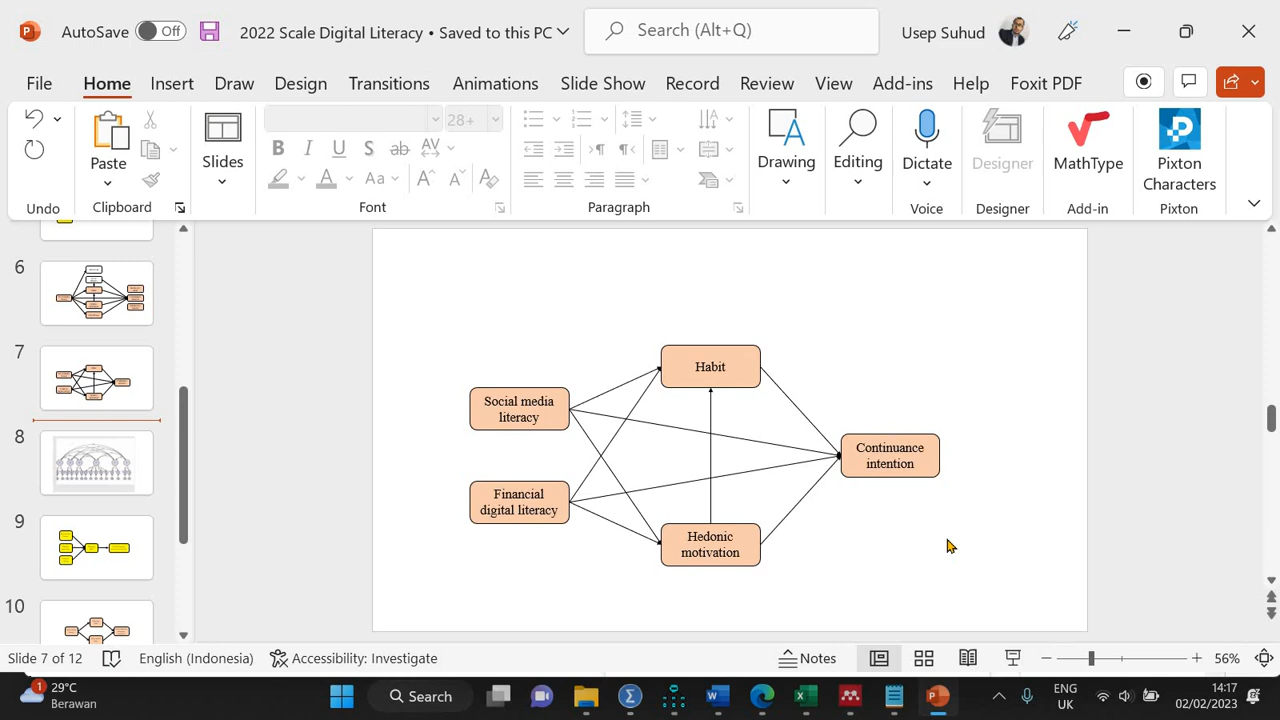 AutoSave Off 2022 Scale Digital Literacy • Saved to this PC Search (Alt+Q) Usep Suhud
File Home Insert Draw Design Transitions Animations Slide Show Record Review View Add-ins Help Foxit PDF
28+
B I U S ab AV
Aa A A
Paste
Slides
Drawing
Editing
Dictate
Designer
MathType
Pixton
Characters
Undo Clipboard Font Paragraph Voice Designer Add-in Pixton
6
7
8
9
10
Habit
Social media
literacy
Continuance
intention
Financial
digital literacy
Hedonic
motivation
Slide 7 of 12 English (Indonesia) Accessibility: Investigate Notes 56%
1 29°C
Berawan
Search
ENG
UK
14:17
02/02/2023